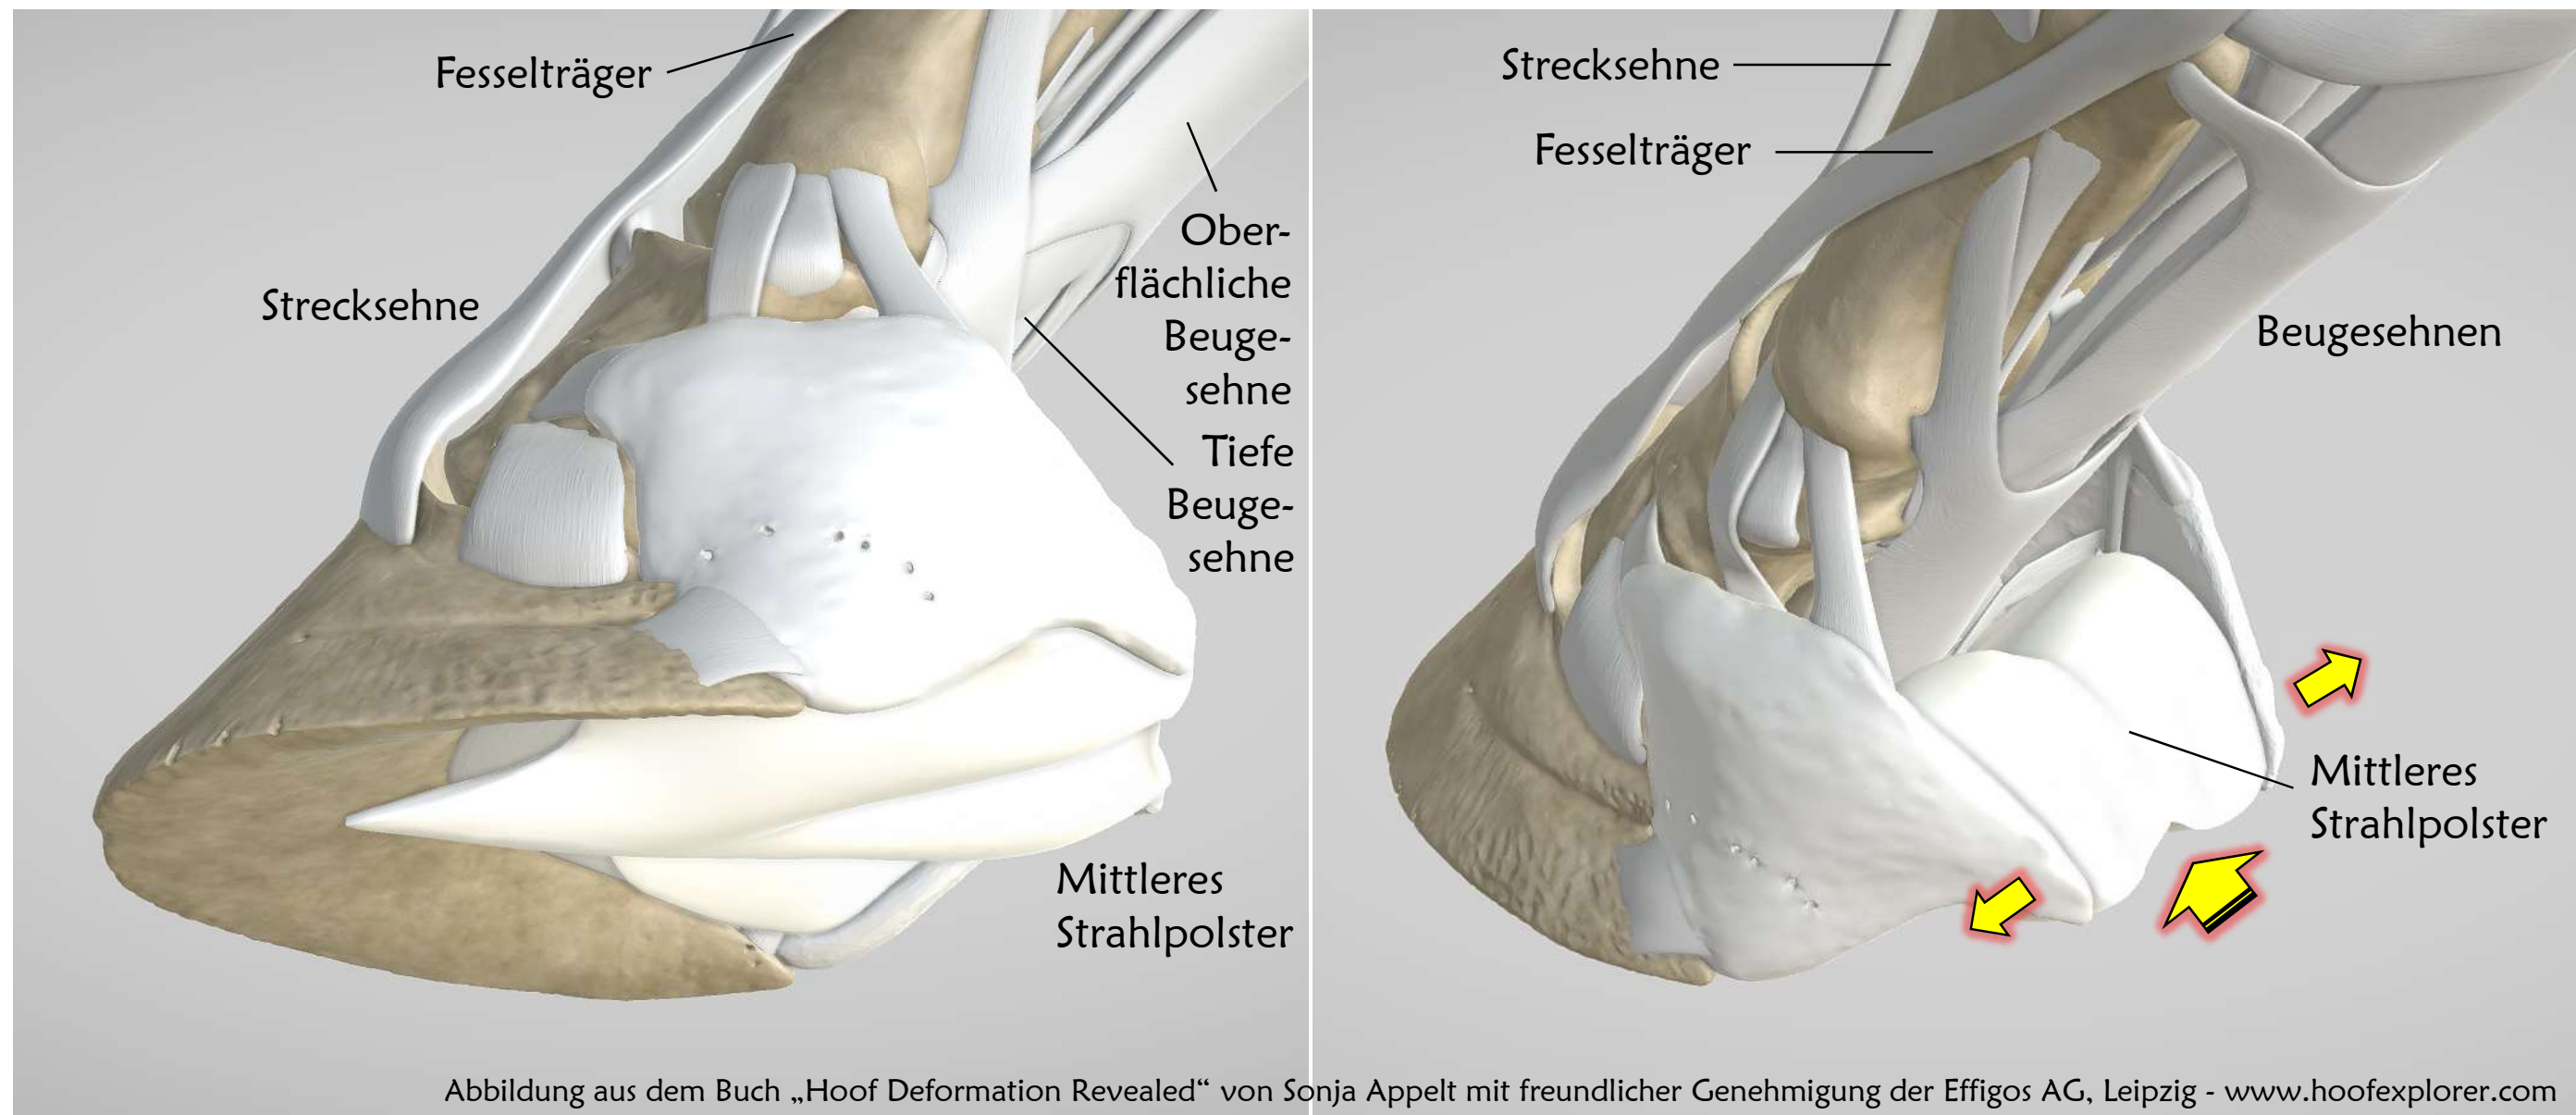 Fesselträger
Strecksehne
Ober-
flächliche
Beuge-
sehne
Tiefe
Beuge-
sehne
Mittleres
Strahlpolster
Strecksehne
Fesselträger
Beugesehnen
Mittleres
Strahlpolster
Abbildung aus dem Buch „Hoof Deformation Revealed“ von Sonja Appelt mit freundlicher Genehmigung der Effigos AG, Leipzig - www.hoofexplorer.com